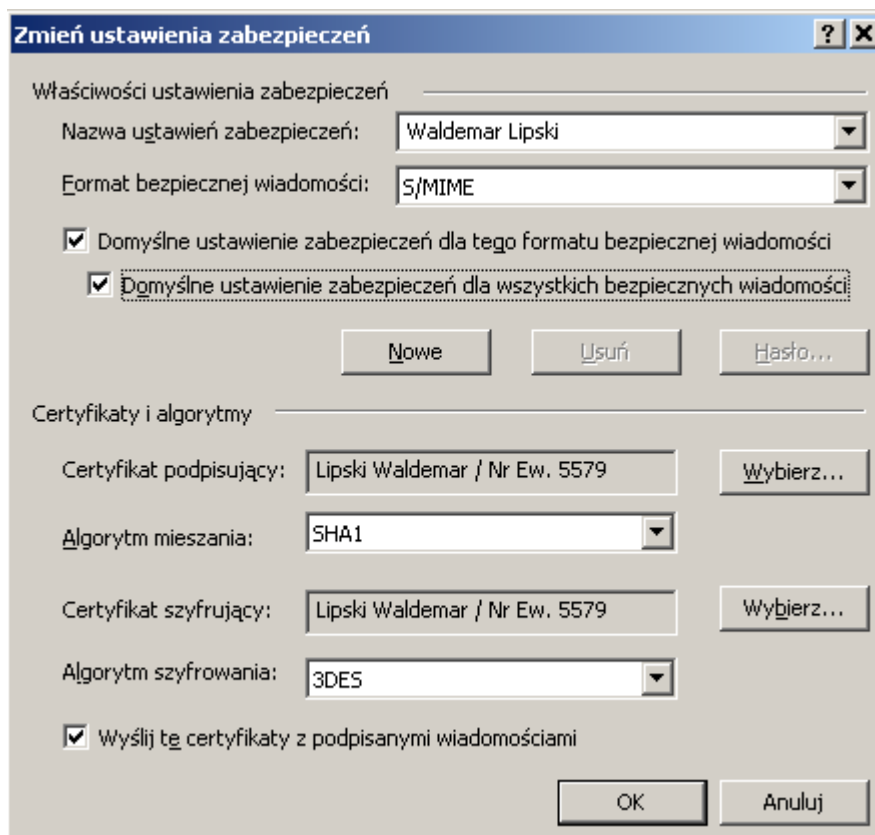 Zmień ustawienia zabezpieczeń
Właściwości ustawienia zabezpieczeń
Nazwa ustawień zabezpieczeń: Waldemar Lipski
Format bezpiecznej wiadomości: S/MIME
Domyślne ustawienie zabezpieczeń dla tego formatu bezpiecznej wiadomości
Domyślne ustawienie zabezpieczeń dla wszystkich bezpiecznych wiadomości
Nowe Usuń Hasło...
Certyfikaty i algorytmy
Certyfikat podpisujący: Lipski Waldemar / Nr Ew. 5579 Wybierz...
Algorytm mieszania: SHA1
Certyfikat szyfrujący: Lipski Waldemar / Nr Ew. 5579 Wybierz...
Algorytm szyfrowania: 3DES
Wyślij te certyfikaty z podpisanymi wiadomościami
OK Anuluj